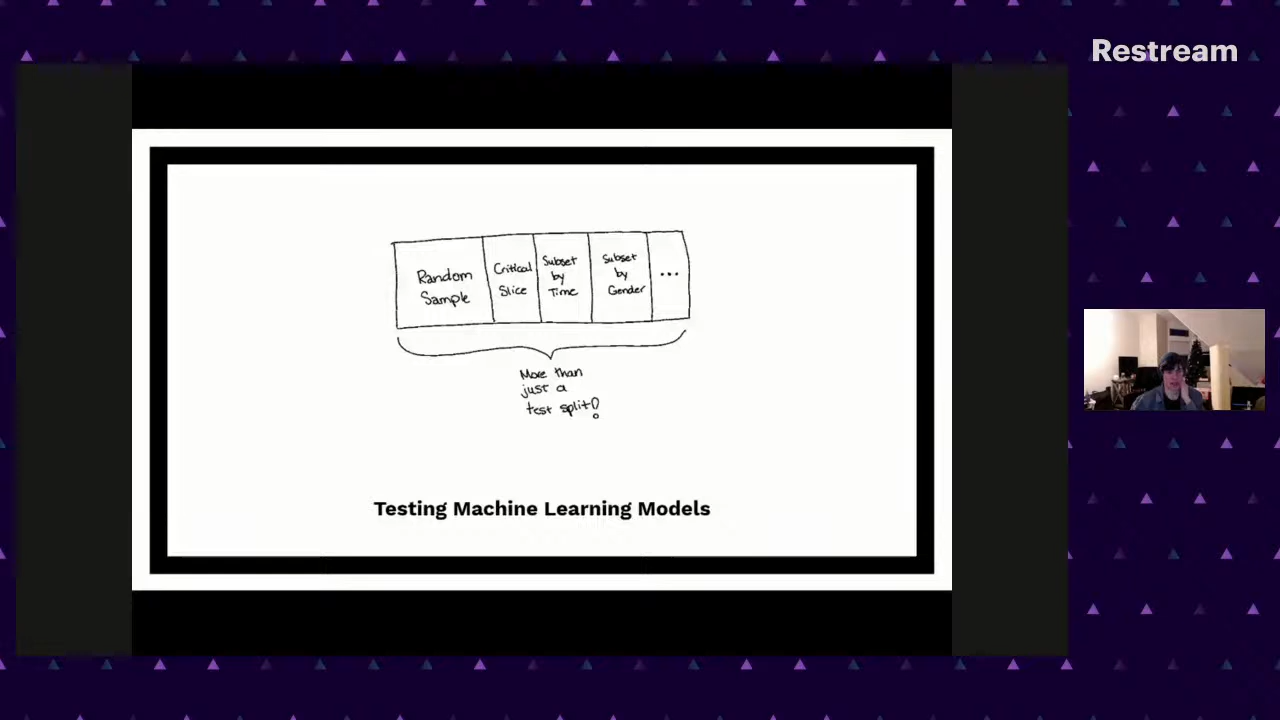 Restream
Random
Sample
Critical
Slice
Subset
by
Time
Subset
by
Gender
...
More than
just a
test split!
Testing Machine Learning Models